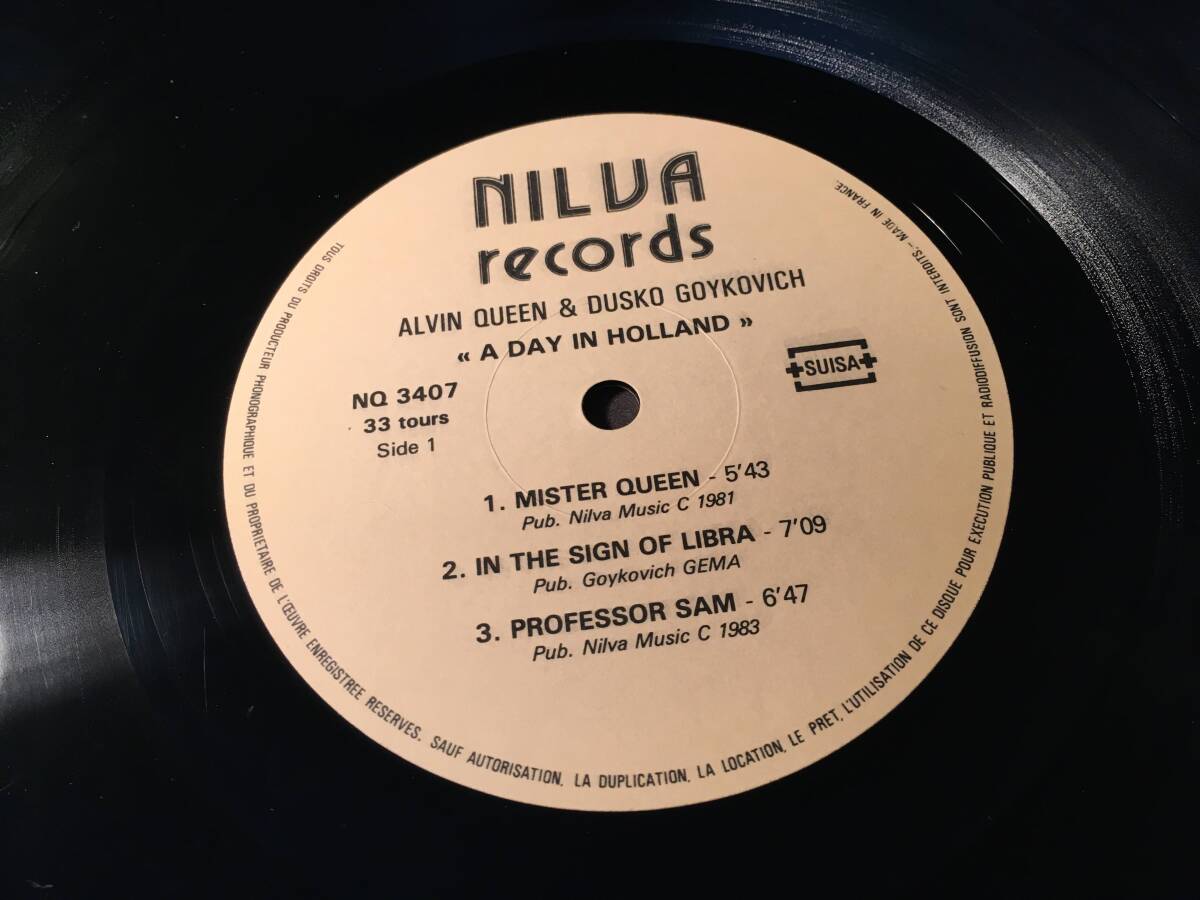 NILVA
records
ALVIN QUEEN & DUSKO GOYKOVICH
« A DAY IN HOLLAND »
NQ 3407
33 tours
Side 1
SUISA
1. MISTER QUEEN - 5'43
Pub. Nilva Music C 1981
2. IN THE SIGN OF LIBRA - 7'09
Pub. Goykovich GEMA
3. PROFESSOR SAM - 6'47
Pub. Nilva Music C 1983
TOUS DROITS DU PRODUCTEUR PHONOGRAPHIQUE ET DU PROPRIETAIRE DE L'ŒUVRE ENREGISTREE RESERVES. SAUF AUTORISATION, LA DUPLICATION, LA LOCATION, LE PRET, L'UTILISATION DE CE DISQUE POUR EXECUTION PUBLIQUE ET RADIODIFFUSION SONT INTERDITS. - MADE IN FRANCE.